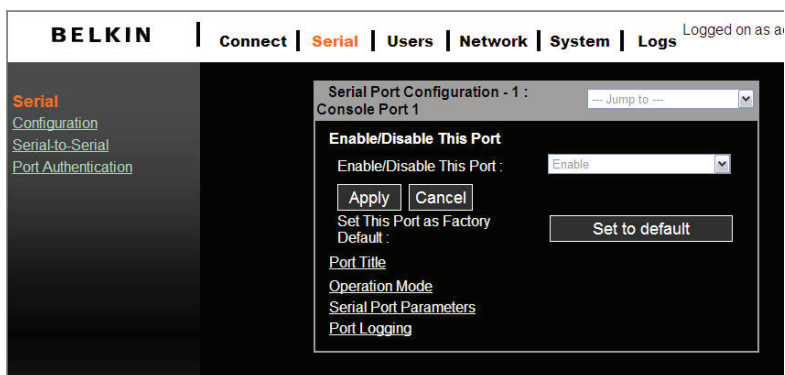 BELKIN
Connect | Serial | Users | Network | System | Logs
Logged on as a
Serial
Configuration
Serial-to-Serial
Port Authentication
Serial Port Configuration - 1 :
Console Port 1
--- Jump to ---
Enable/Disable This Port
Enable/Disable This Port : Enable
Apply Cancel
Set This Port as Factory
Default :
Set to default
Port Title
Operation Mode
Serial Port Parameters
Port Logging